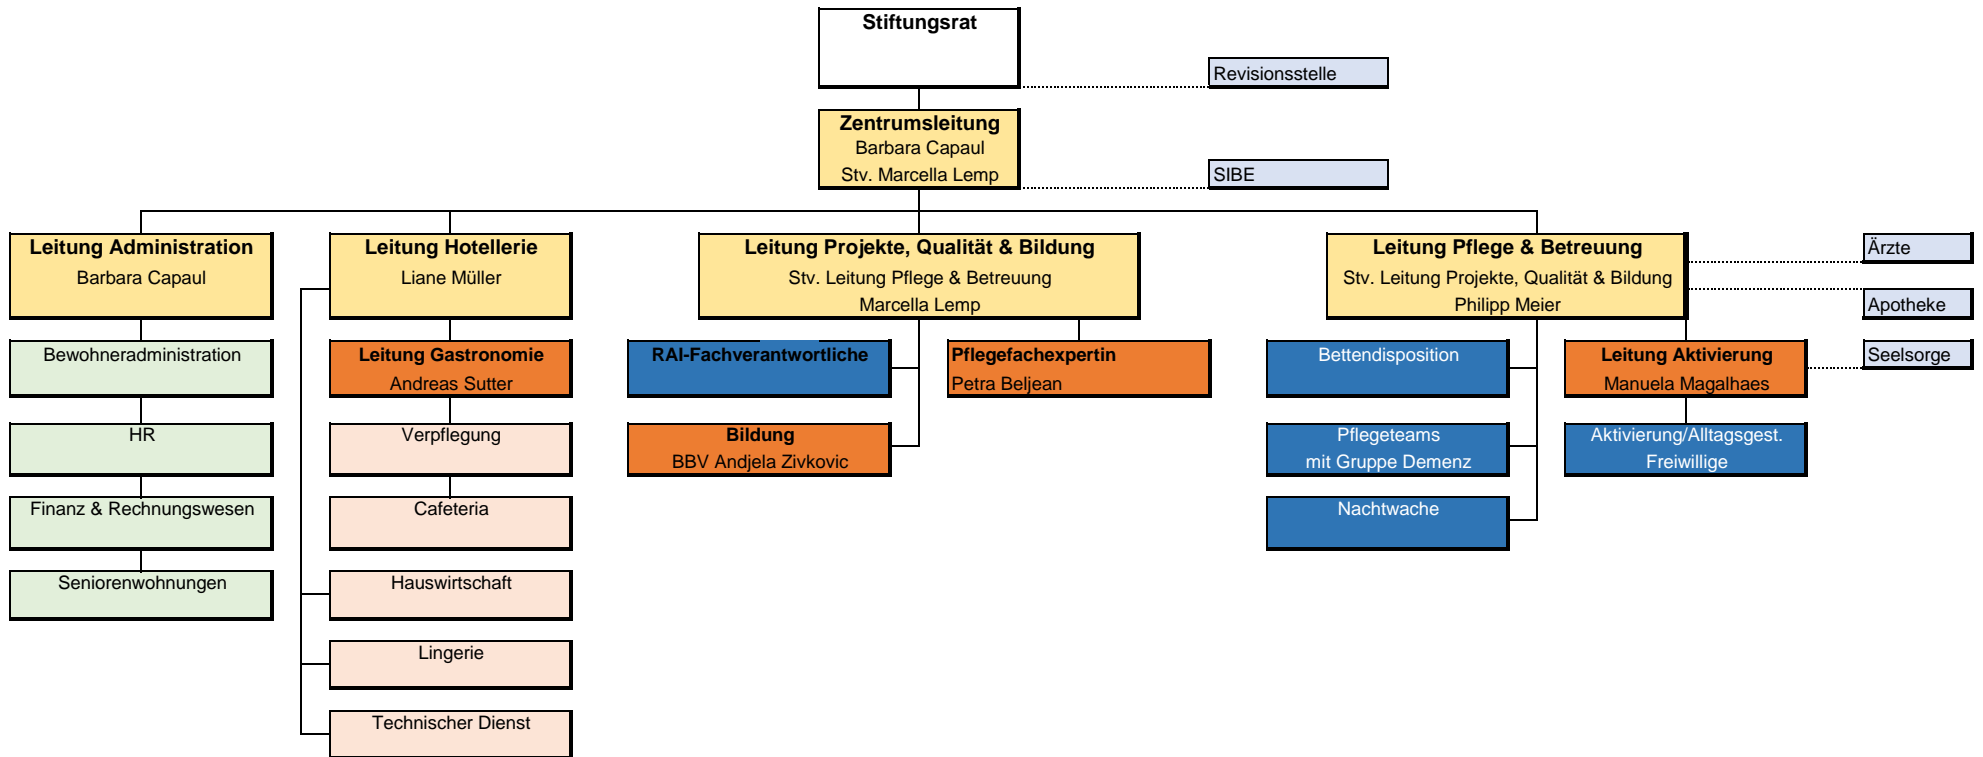 Stiftungsrat
Revisionsstelle
Zentrumsleitung
Barbara Capaul
Stv. Marcella Lemp
SIBE
Leitung Administration
Barbara Capaul
Leitung Hotellerie
Liane Müller
Leitung Projekte, Qualität & Bildung
Stv. Leitung Pflege & Betreuung
Marcella Lemp
Leitung Pflege & Betreuung
Stv. Leitung Projekte, Qualität & Bildung
Philipp Meier
Ärzte
Apotheke
Bewohneradministration
Leitung Gastronomie
Andreas Sutter
RAI-Fachverantwortliche
Pflegefachexpertin
Petra Beljean
Bettendisposition
Leitung Aktivierung
Manuela Magalhaes
Seelsorge
HR
Verpflegung
Bildung
BBV Andjela Zivkovic
Pflegeteams
mit Gruppe Demenz
Aktivierung/Alltagsgest.
Freiwillige
Finanz & Rechnungswesen
Cafeteria
Nachtwache
Seniorenwohnungen
Hauswirtschaft
Lingerie
Technischer Dienst